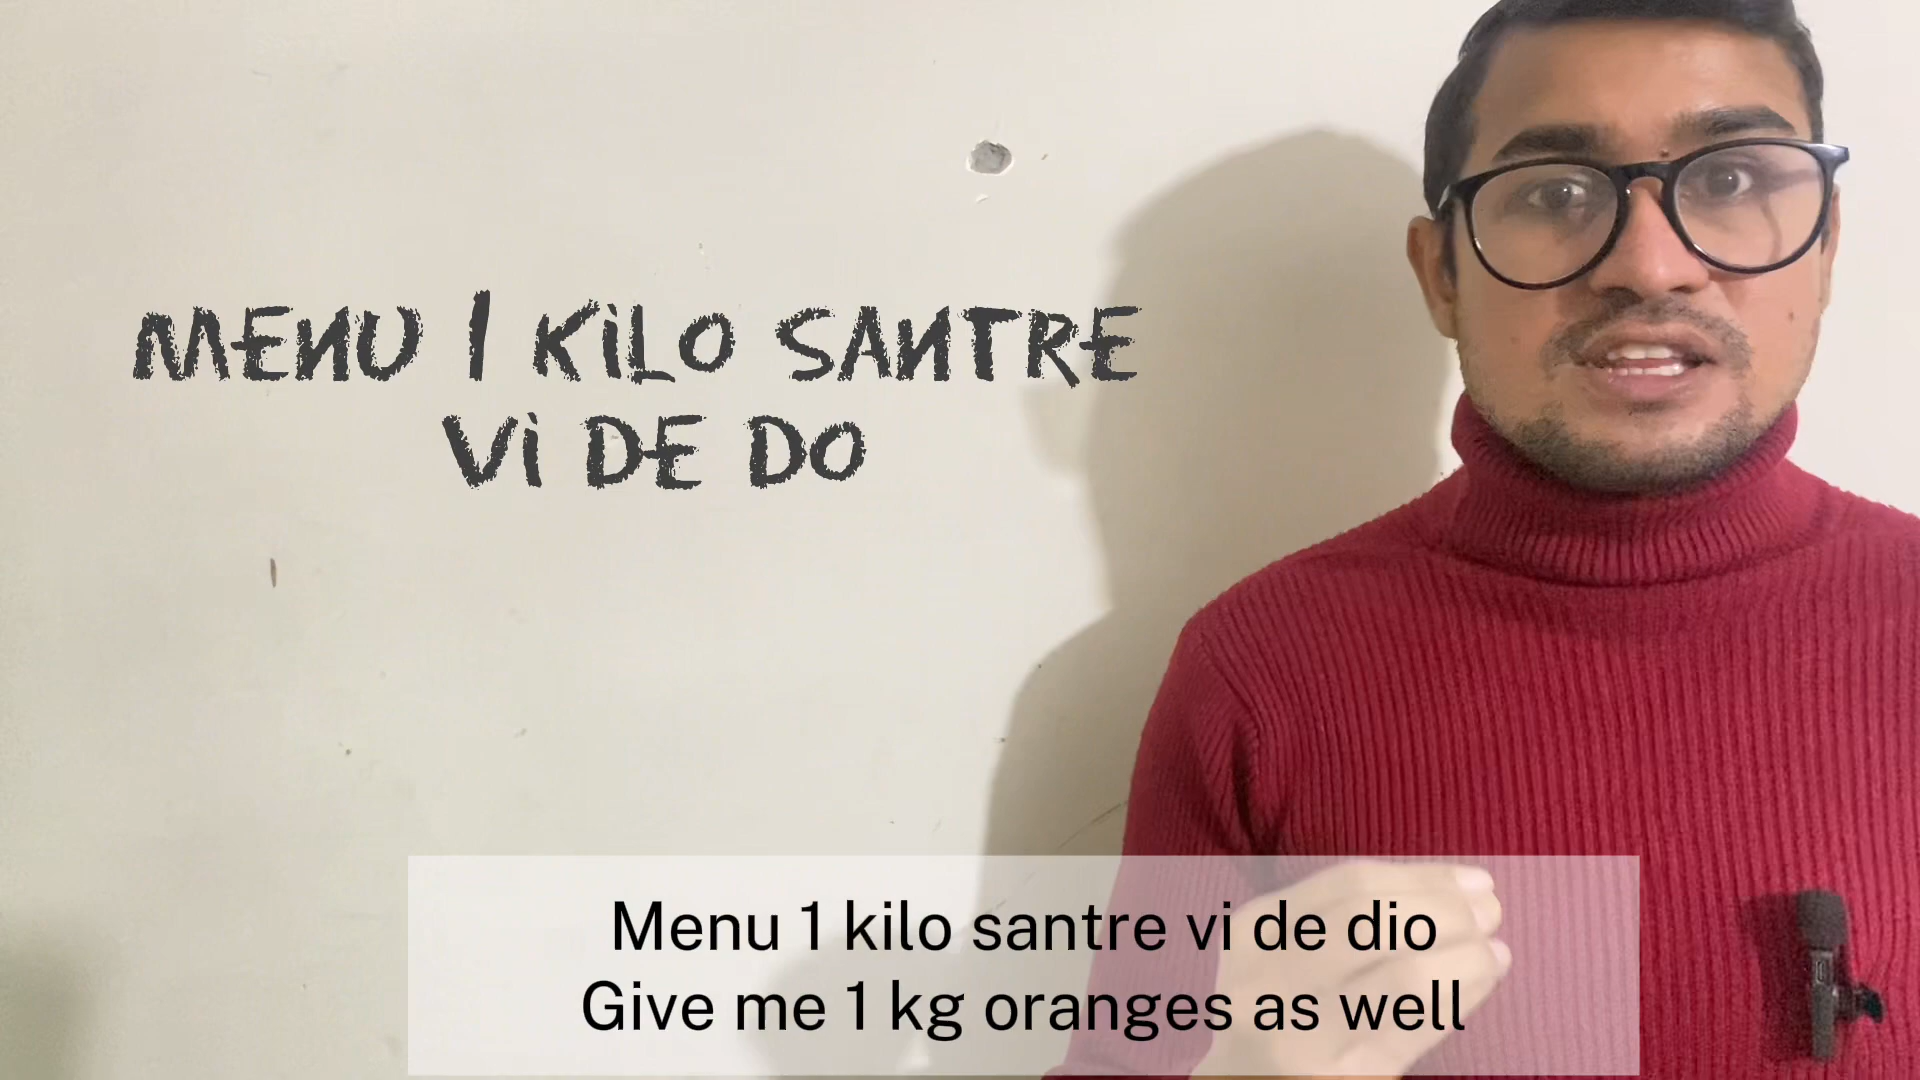 MENU 1 KiLO SANTRE
Vi DE DO
Menu 1 kilo santre vi de dio
Give me 1 kg oranges as well